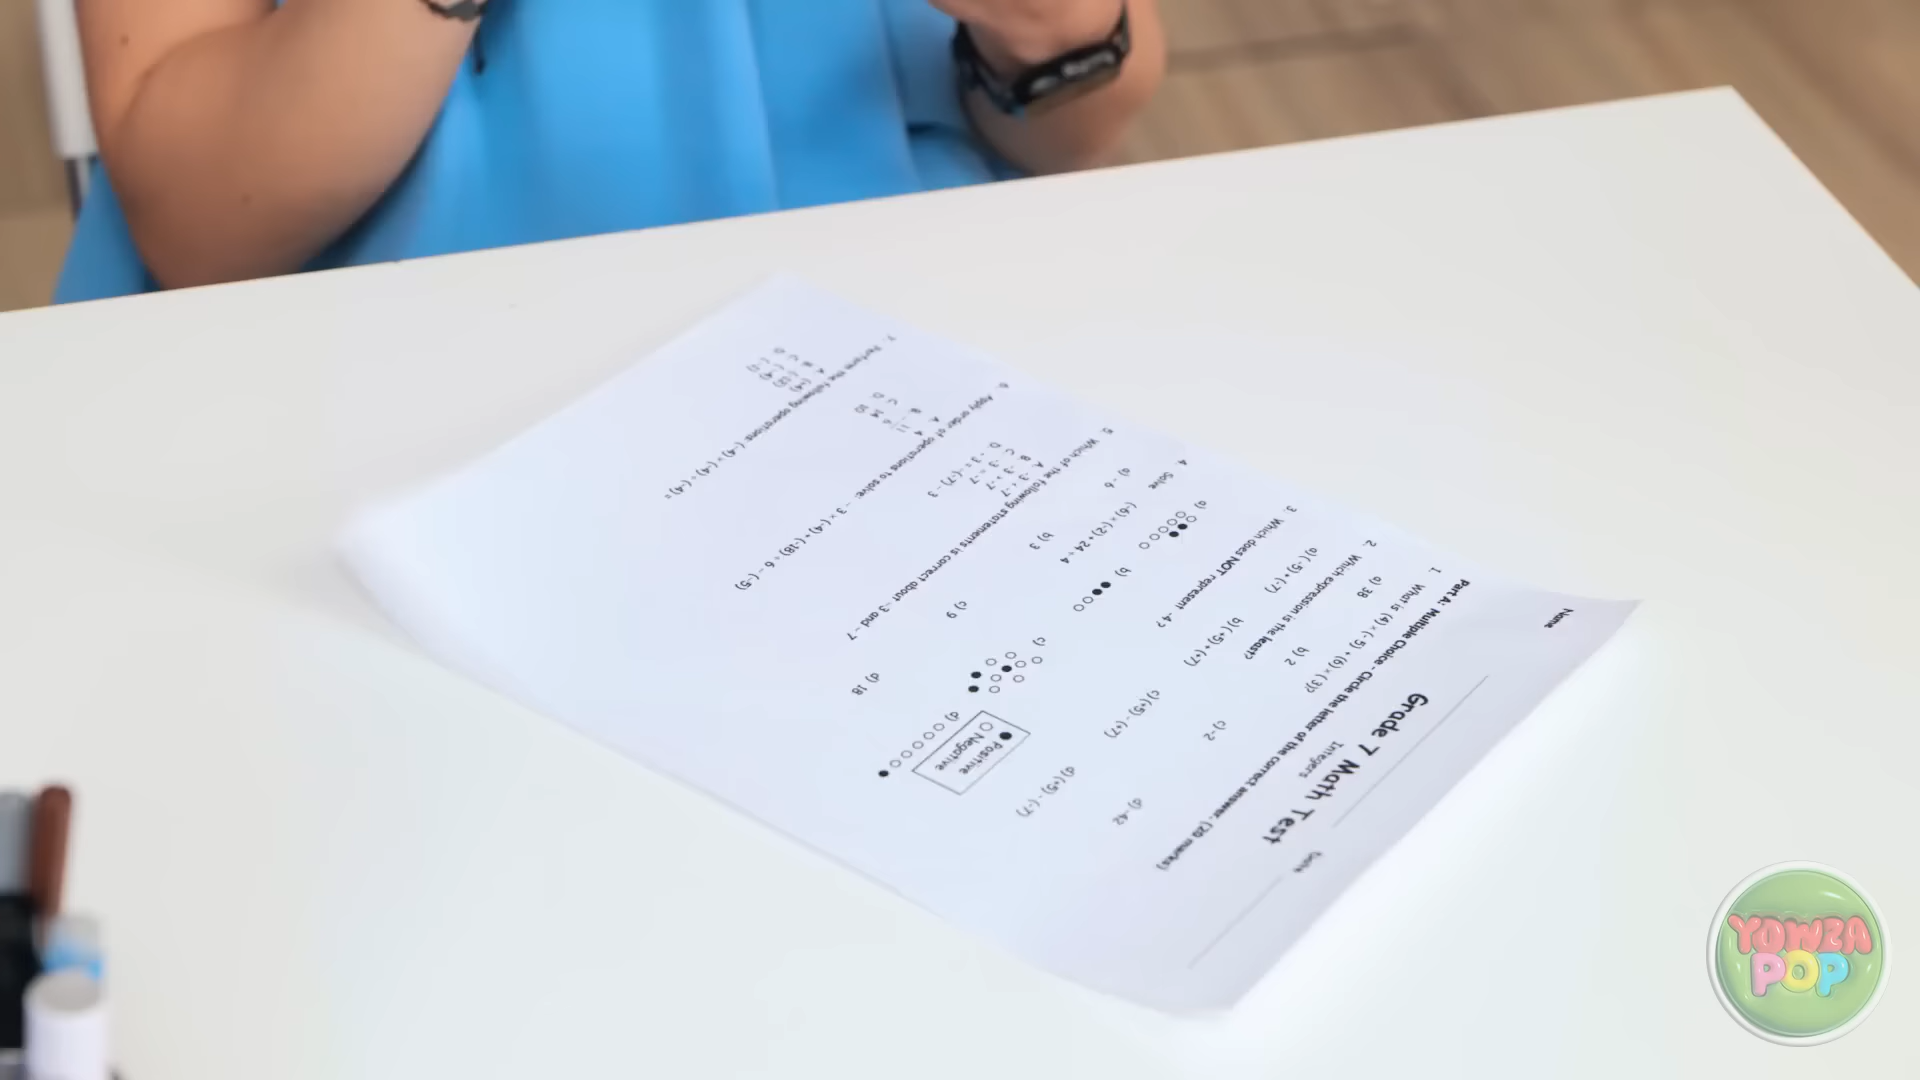 Name
Date
Grade 7 Math Test
Integers
Part A: Multiple Choice - Circle the letter of the correct answer. (20 marks)
1. What is (4) × (-5) + (6) × (3)?
a) 38 b) 2 c) -2 d) -42
2. Which expression is the least?
a) (-5) + (-7) b) (+5) + (+7) c) (+5) - (+7) d) (+5) - (-7)
3. Which does NOT represent -4?
a) b) c) d)
Positive
Negative
4. Solve (-6) × (-2) + 24 ÷ 4
a) -6 b) 3 c) 9 d) 18
5. Which of the following statements is correct about -3 and -7
A
B
C
D
6. Apply order of operations to solve: -3 × (-4) + (-18) ÷ 6 - (-5)
A 4
B 11
C 14
D 10
7. Perform the following operations: (-4) × (-4) ÷ (-4) =
A
B
C
D
YOWZA
POP